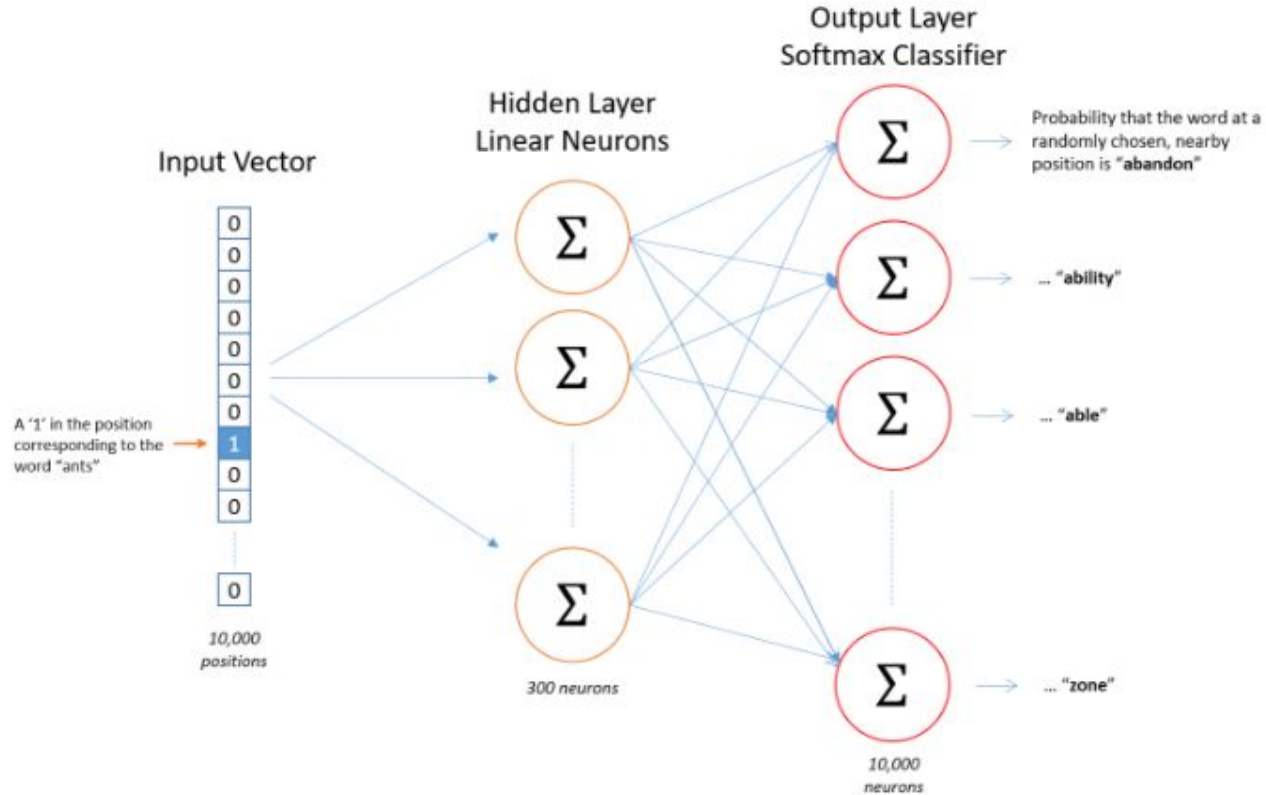 Output Layer
Softmax Classifier
Hidden Layer
Linear Neurons
Input Vector
0
0
0
0
0
0
0
1
0
0
0
A ‘1’ in the position
corresponding to the
word “ants”
10,000
positions
Σ
Σ
Σ
300 neurons
Σ
Σ
Σ
Σ
10,000
neurons
Probability that the word at a
randomly chosen, nearby
position is “abandon”
... “ability”
... “able”
... “zone”